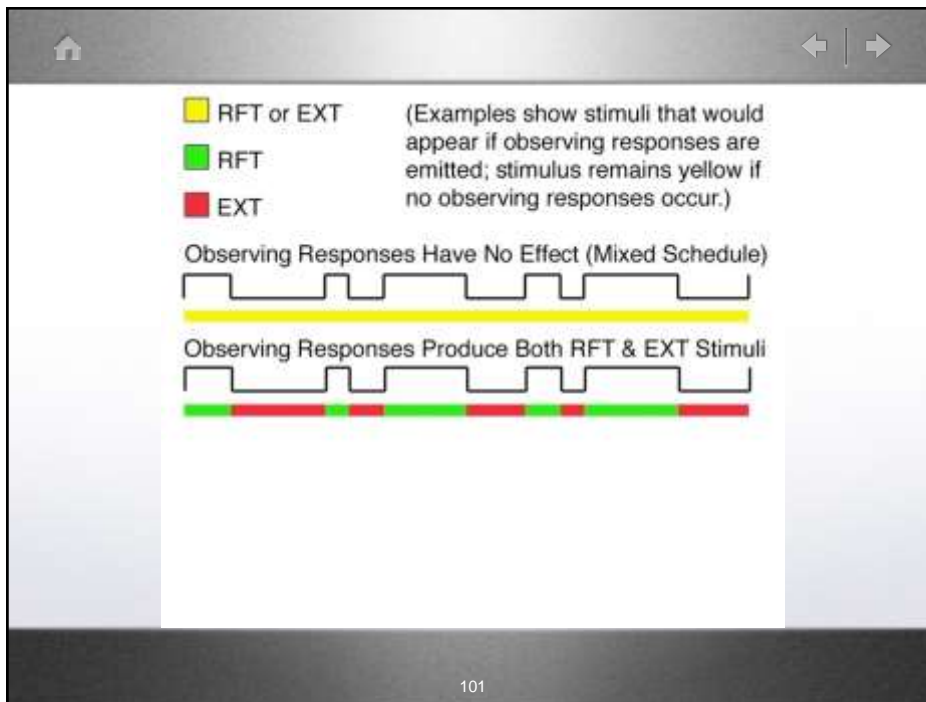 RFT or EXT
RFT
EXT
(Examples show stimuli that would
appear if observing responses are
emitted; stimulus remains yellow if
no observing responses occur.)
Observing Responses Have No Effect (Mixed Schedule)
Observing Responses Produce Both RFT & EXT Stimuli
101